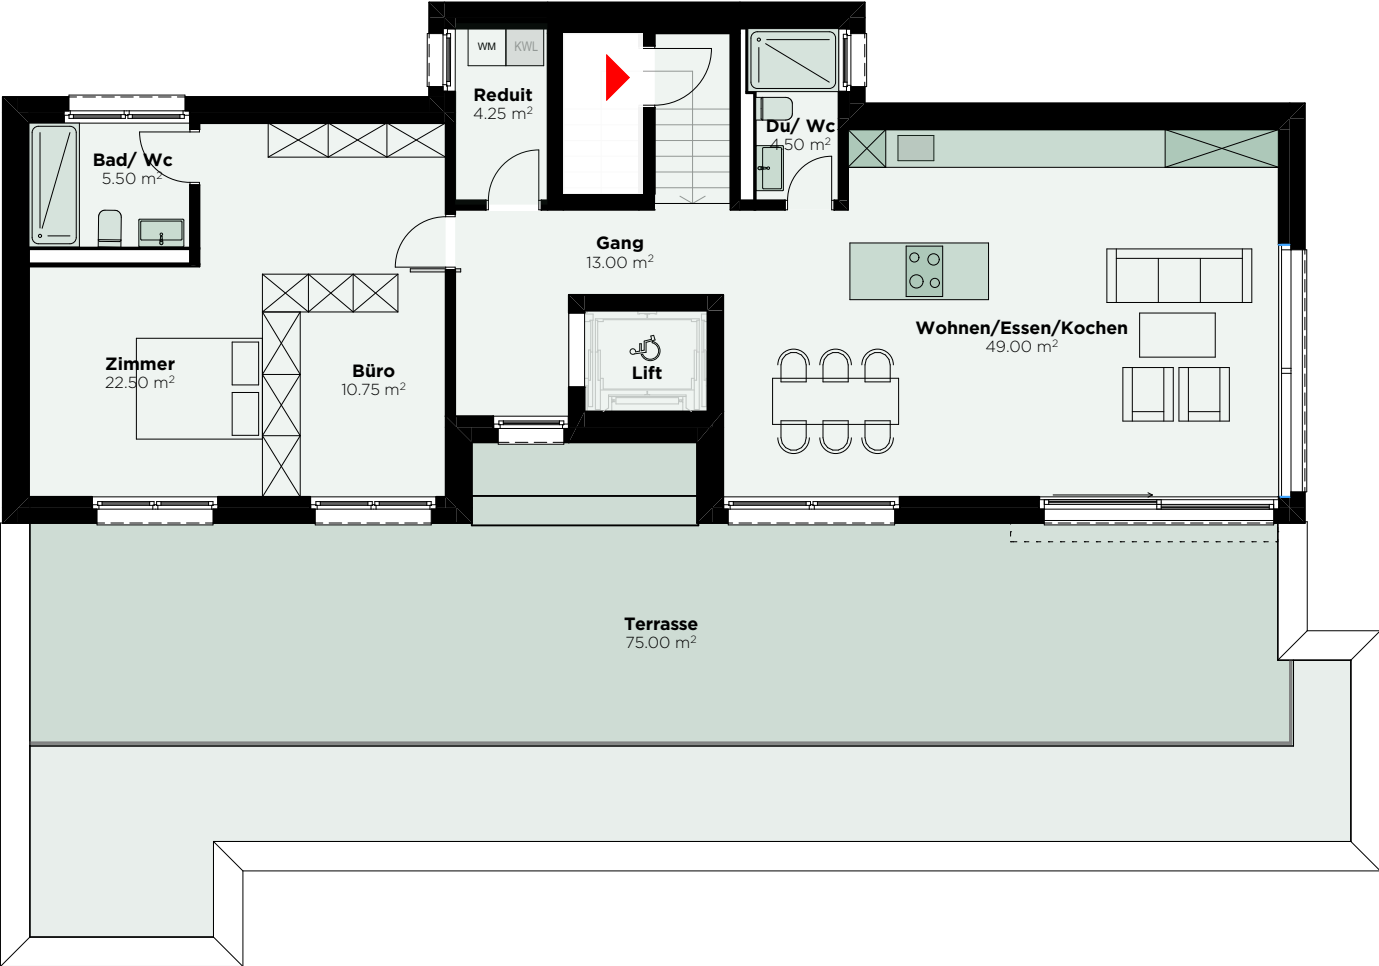 WM
KWL
Reduit
4.25 m²
Du/ Wc
4.50 m²
Bad/ Wc
5.50 m²
Gang
13.00 m²
Wohnen/Essen/Kochen
49.00 m²
Zimmer
22.50 m²
Büro
10.75 m²
Lift
Terrasse
75.00 m²